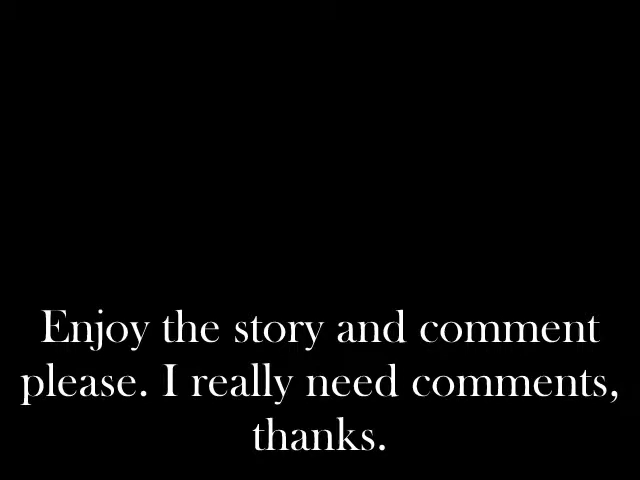 Enjoy the story and comment
please. I really need comments,
thanks.